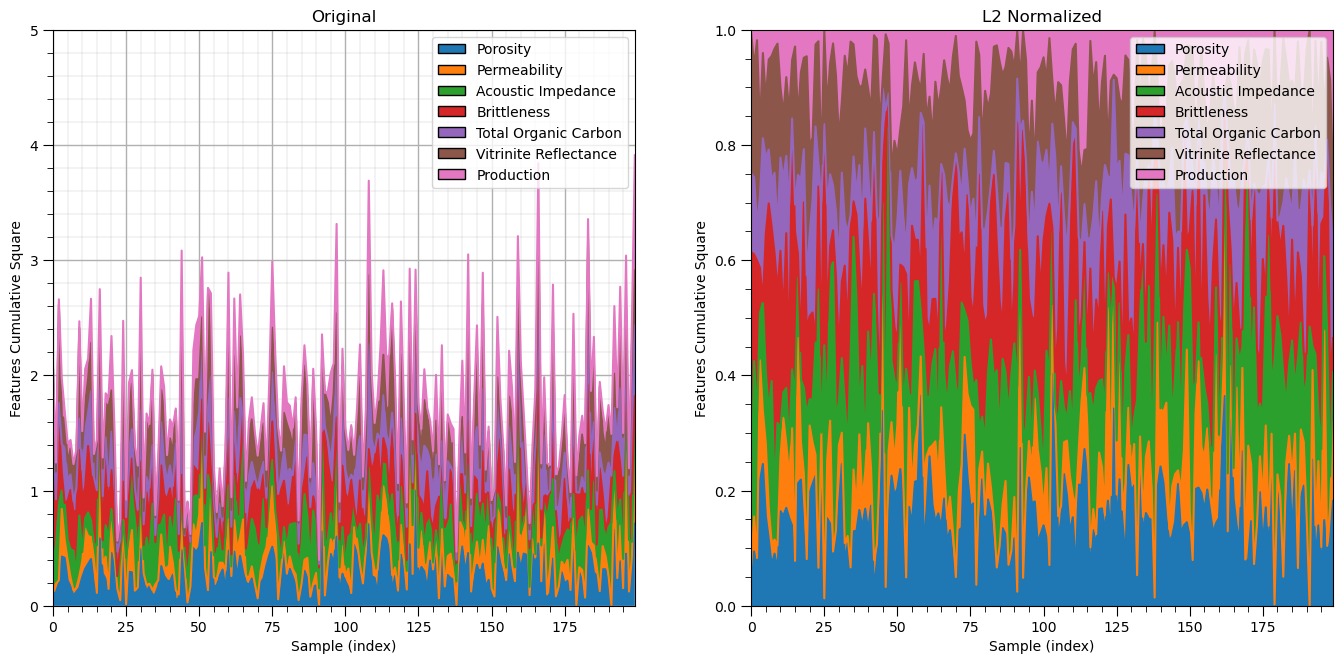 Original
Features Cumulative Square
5
4
3
2
1
0
0 25 50 75 100 125 150 175
Sample (index)
Porosity
Permeability
Acoustic Impedance
Brittleness
Total Organic Carbon
Vitrinite Reflectance
Production
L2 Normalized
Features Cumulative Square
1.0
0.8
0.6
0.4
0.2
0.0
0 25 50 75 100 125 150 175
Sample (index)
Porosity
Permeability
Acoustic Impedance
Brittleness
Total Organic Carbon
Vitrinite Reflectance
Production